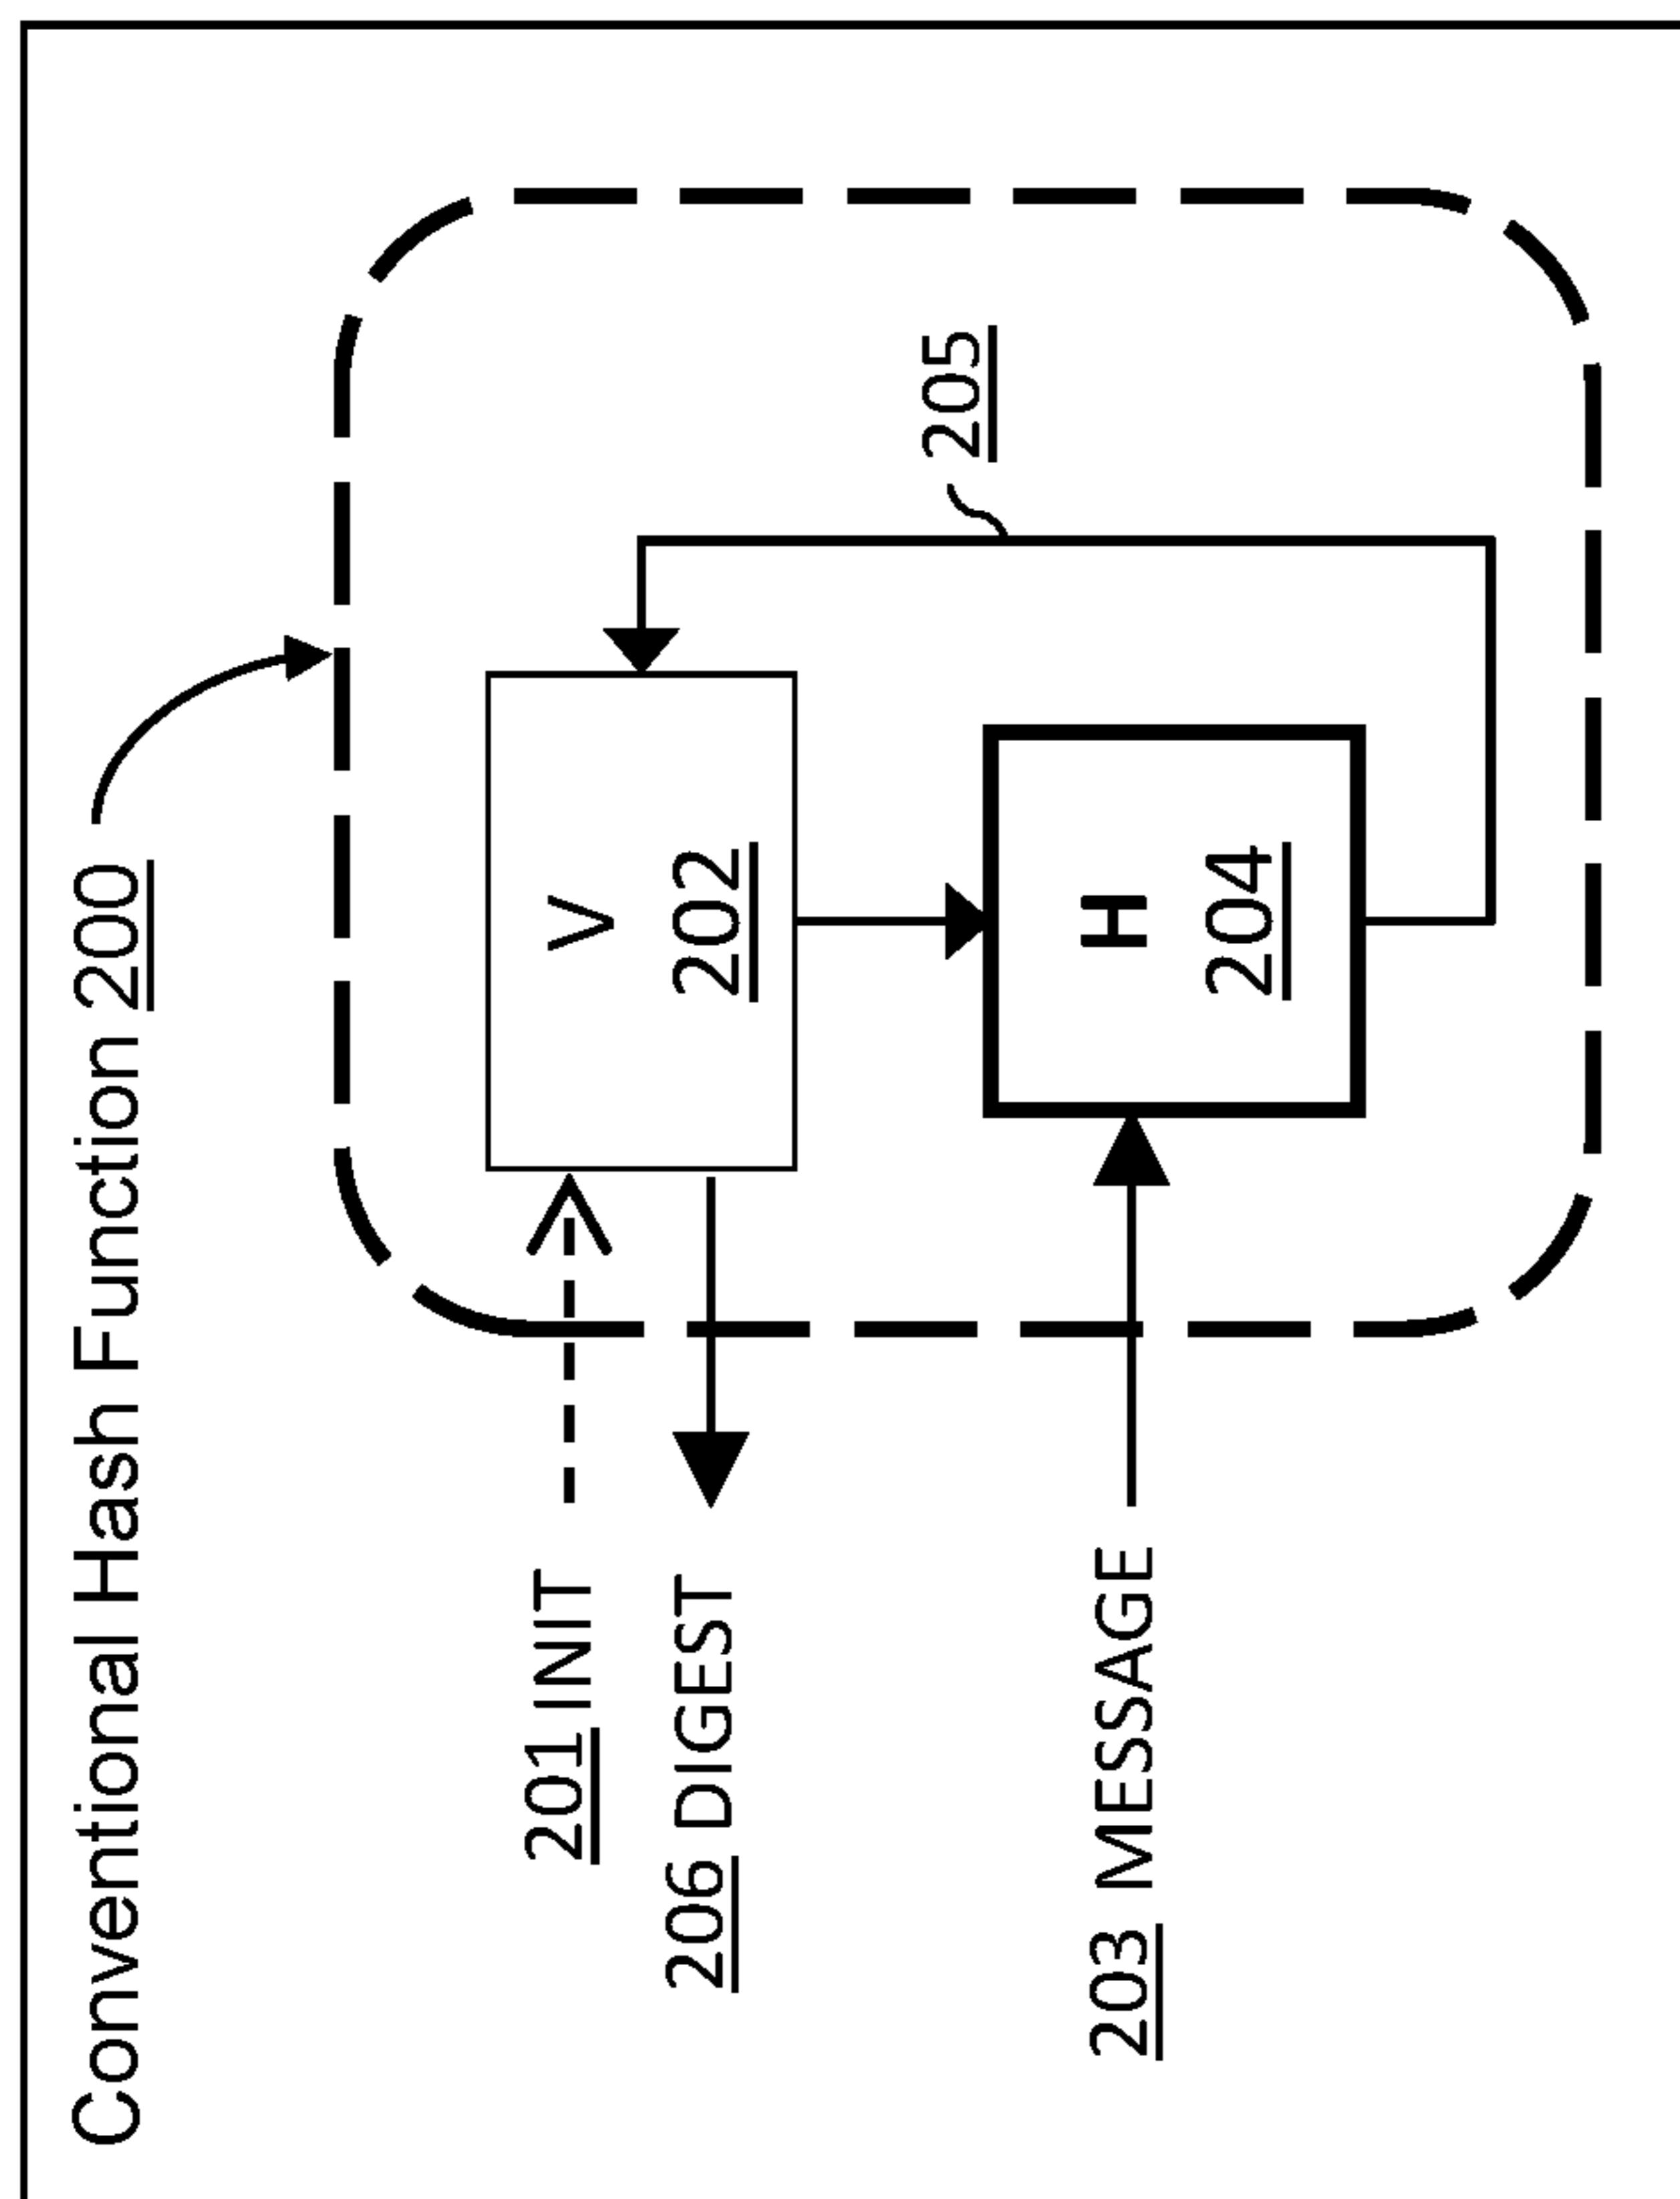 Conventional Hash Function 200
201 INIT
206 DIGEST
203 MESSAGE
V
202
H
204
205